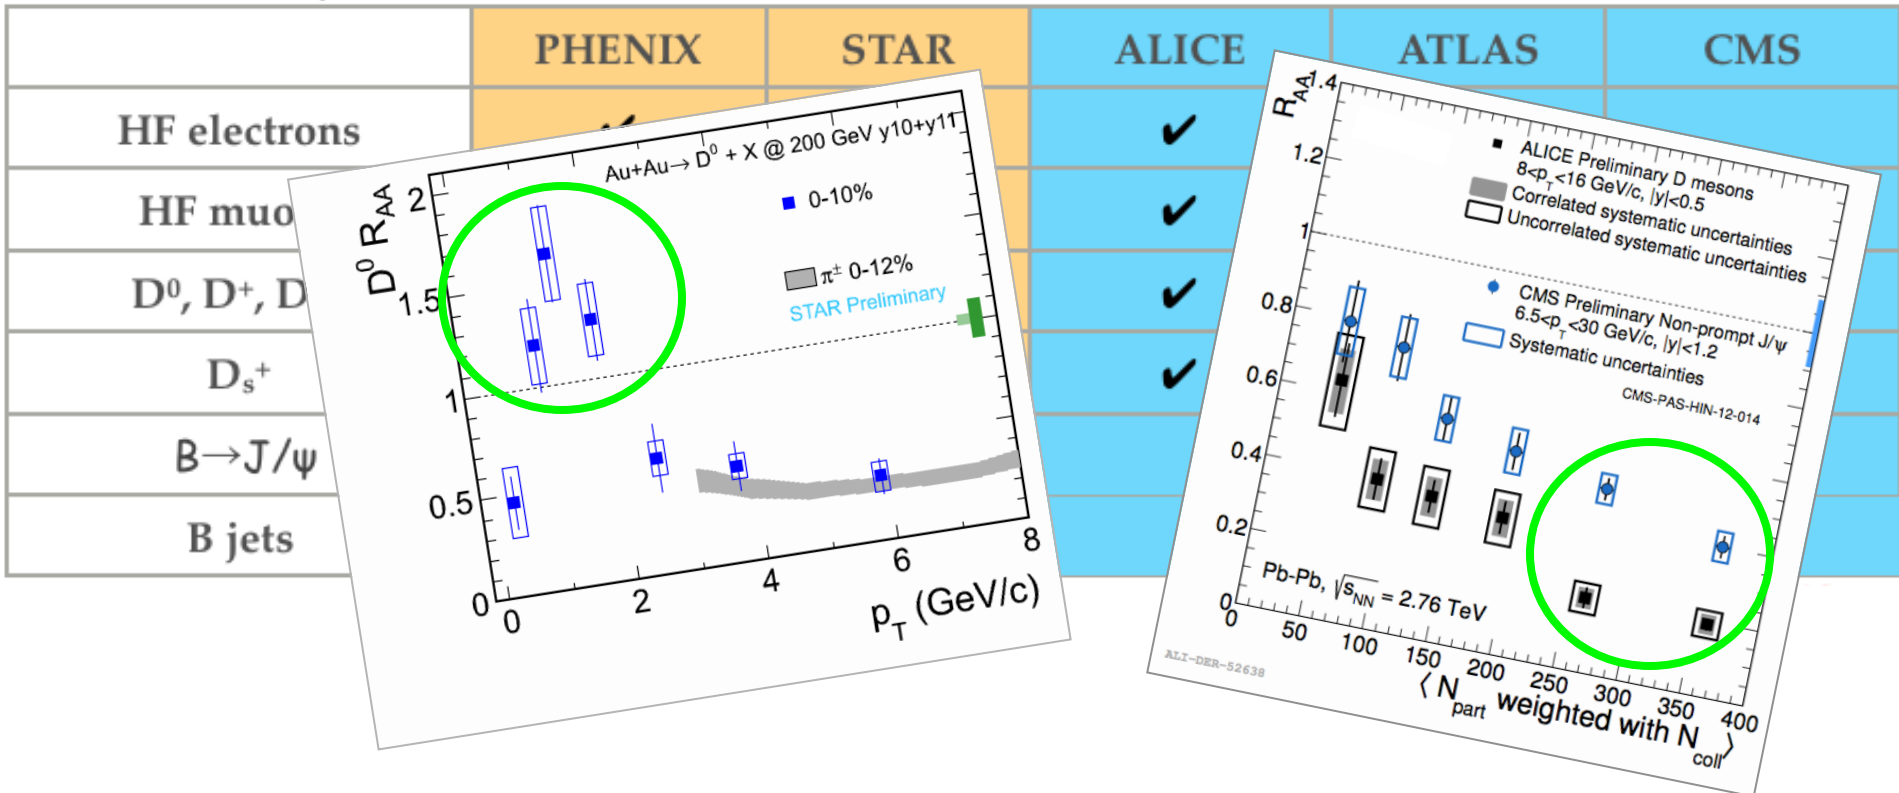 PHENIX STAR ALICE ATLAS CMS
HF electrons ✔ ✔
HF muo ✔
D⁰, D⁺, D ✔
Dₛ⁺ ✔
B→J/ψ
B jets
Au+Au→ D⁰ + X @ 200 GeV y10+y11
0-10%
π± 0-12%
STAR Preliminary
D⁰ R_AA
2
1.5
1
0.5
0
0 2 4 6 8
p_T (GeV/c)
R_AA
1.4
1.2
1
0.8
0.6
0.4
0.2
0
ALICE Preliminary D mesons
8<p_T<16 GeV/c, |y|<0.5
Correlated systematic uncertainties
Uncorrelated systematic uncertainties
CMS Preliminary Non-prompt J/ψ
6.5<p_T<30 GeV/c, |y|<1.2
Systematic uncertainties
CMS-PAS-HIN-12-014
Pb-Pb, √s_NN = 2.76 TeV
0 50 100 150 200 250 300 350 400
⟨ N_part weighted with N_coll ⟩
ALI-DER-52638